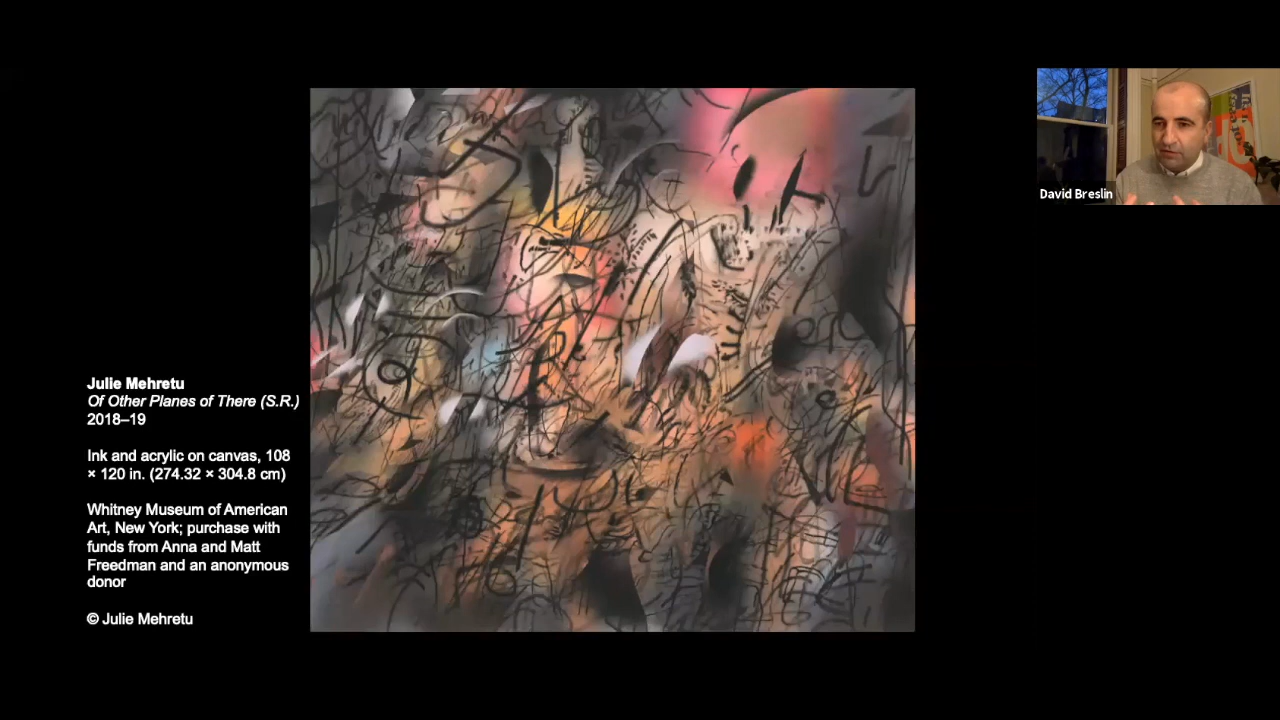 Julie Mehretu
Of Other Planes of There (S.R.)
2018–19
Ink and acrylic on canvas, 108
× 120 in. (274.32 × 304.8 cm)
Whitney Museum of American
Art, New York; purchase with
funds from Anna and Matt
Freedman and an anonymous
donor
© Julie Mehretu
David Breslin